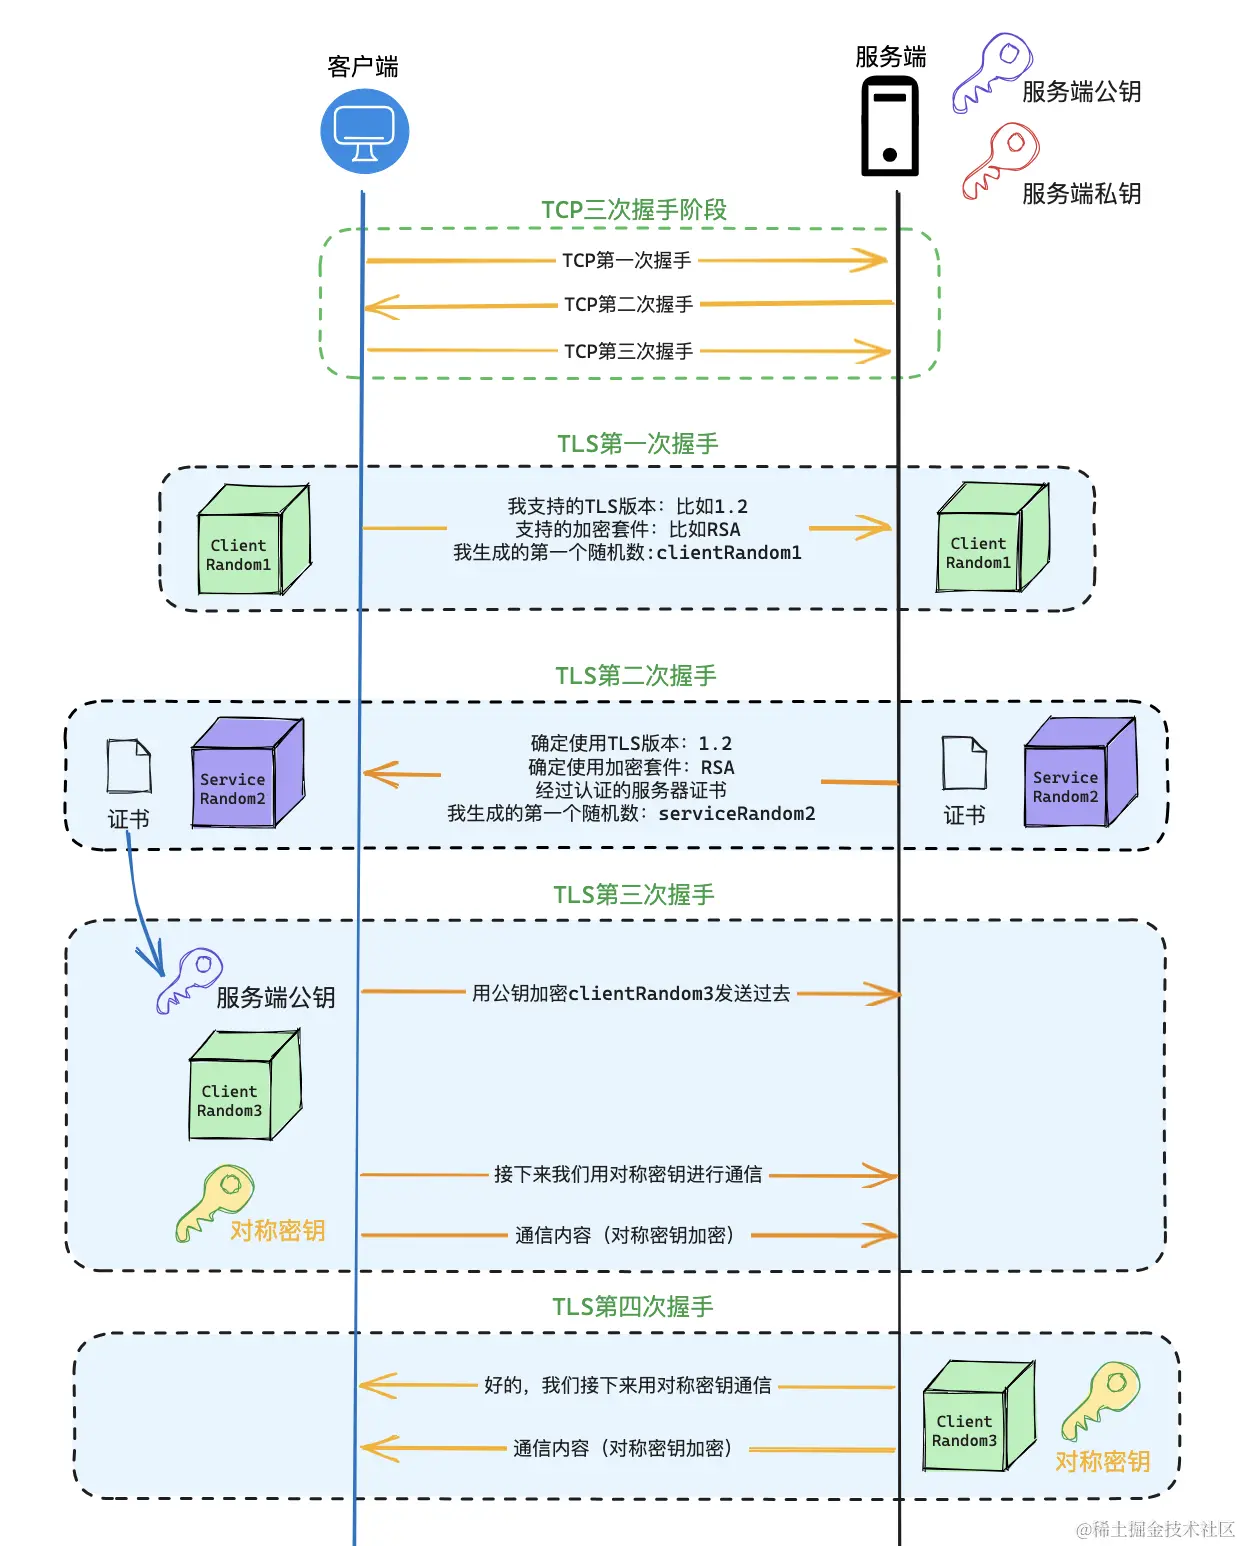 客户端
服务端
服务端公钥
服务端私钥
TCP三次握手阶段
TCP第一次握手
TCP第二次握手
TCP第三次握手
TLS第一次握手
Client
Random1
我支持的TLS版本：比如1.2
支持的加密套件：比如RSA
我生成的第一个随机数:clientRandom1
Client
Random1
TLS第二次握手
证书
Service
Random2
确定使用TLS版本：1.2
确定使用加密套件：RSA
经过认证的服务器证书
我生成的第一个随机数：serviceRandom2
证书
Service
Random2
TLS第三次握手
服务端公钥
用公钥加密clientRandom3发送过去
Client
Random3
接下来我们用对称密钥进行通信
对称密钥
通信内容（对称密钥加密）
TLS第四次握手
好的，我们接下来用对称密钥通信
通信内容（对称密钥加密）
Client
Random3
对称密钥
@稀土掘金技术社区